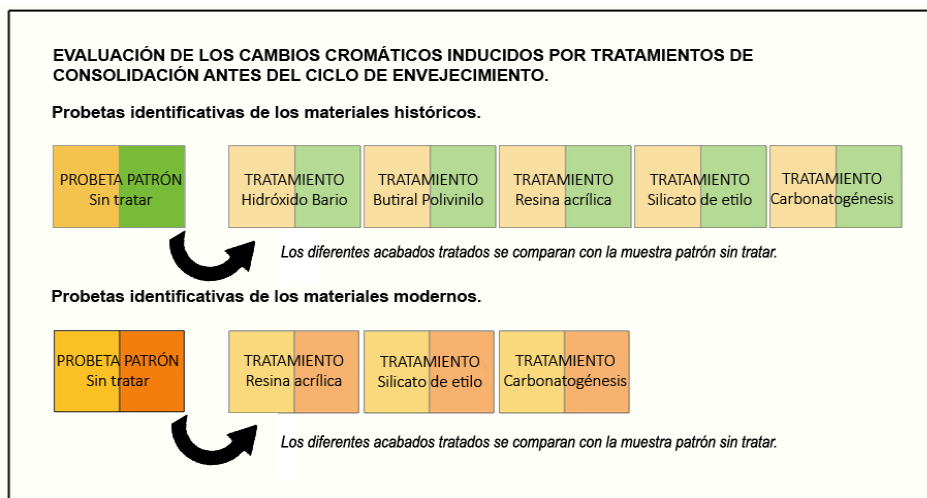 EVALUACIÓN DE LOS CAMBIOS CROMÁTICOS INDUCIDOS POR TRATAMIENTOS DE
CONSOLIDACIÓN ANTES DEL CICLO DE ENVEJECIMIENTO.
Probetas identificativas de los materiales históricos.
PROBETA PATRÓN
Sin tratar
TRATAMIENTO
Hidróxido Bario
TRATAMIENTO
Butiral Polivinilo
TRATAMIENTO
Resina acrílica
TRATAMIENTO
Silicato de etilo
TRATAMIENTO
Carbonatogénesis
Los diferentes acabados tratados se comparan con la muestra patrón sin tratar.
Probetas identificativas de los materiales modernos.
PROBETA PATRÓN
Sin tratar
TRATAMIENTO
Resina acrílica
TRATAMIENTO
Silicato de etilo
TRATAMIENTO
Carbonatogénesis
Los diferentes acabados tratados se comparan con la muestra patrón sin tratar.